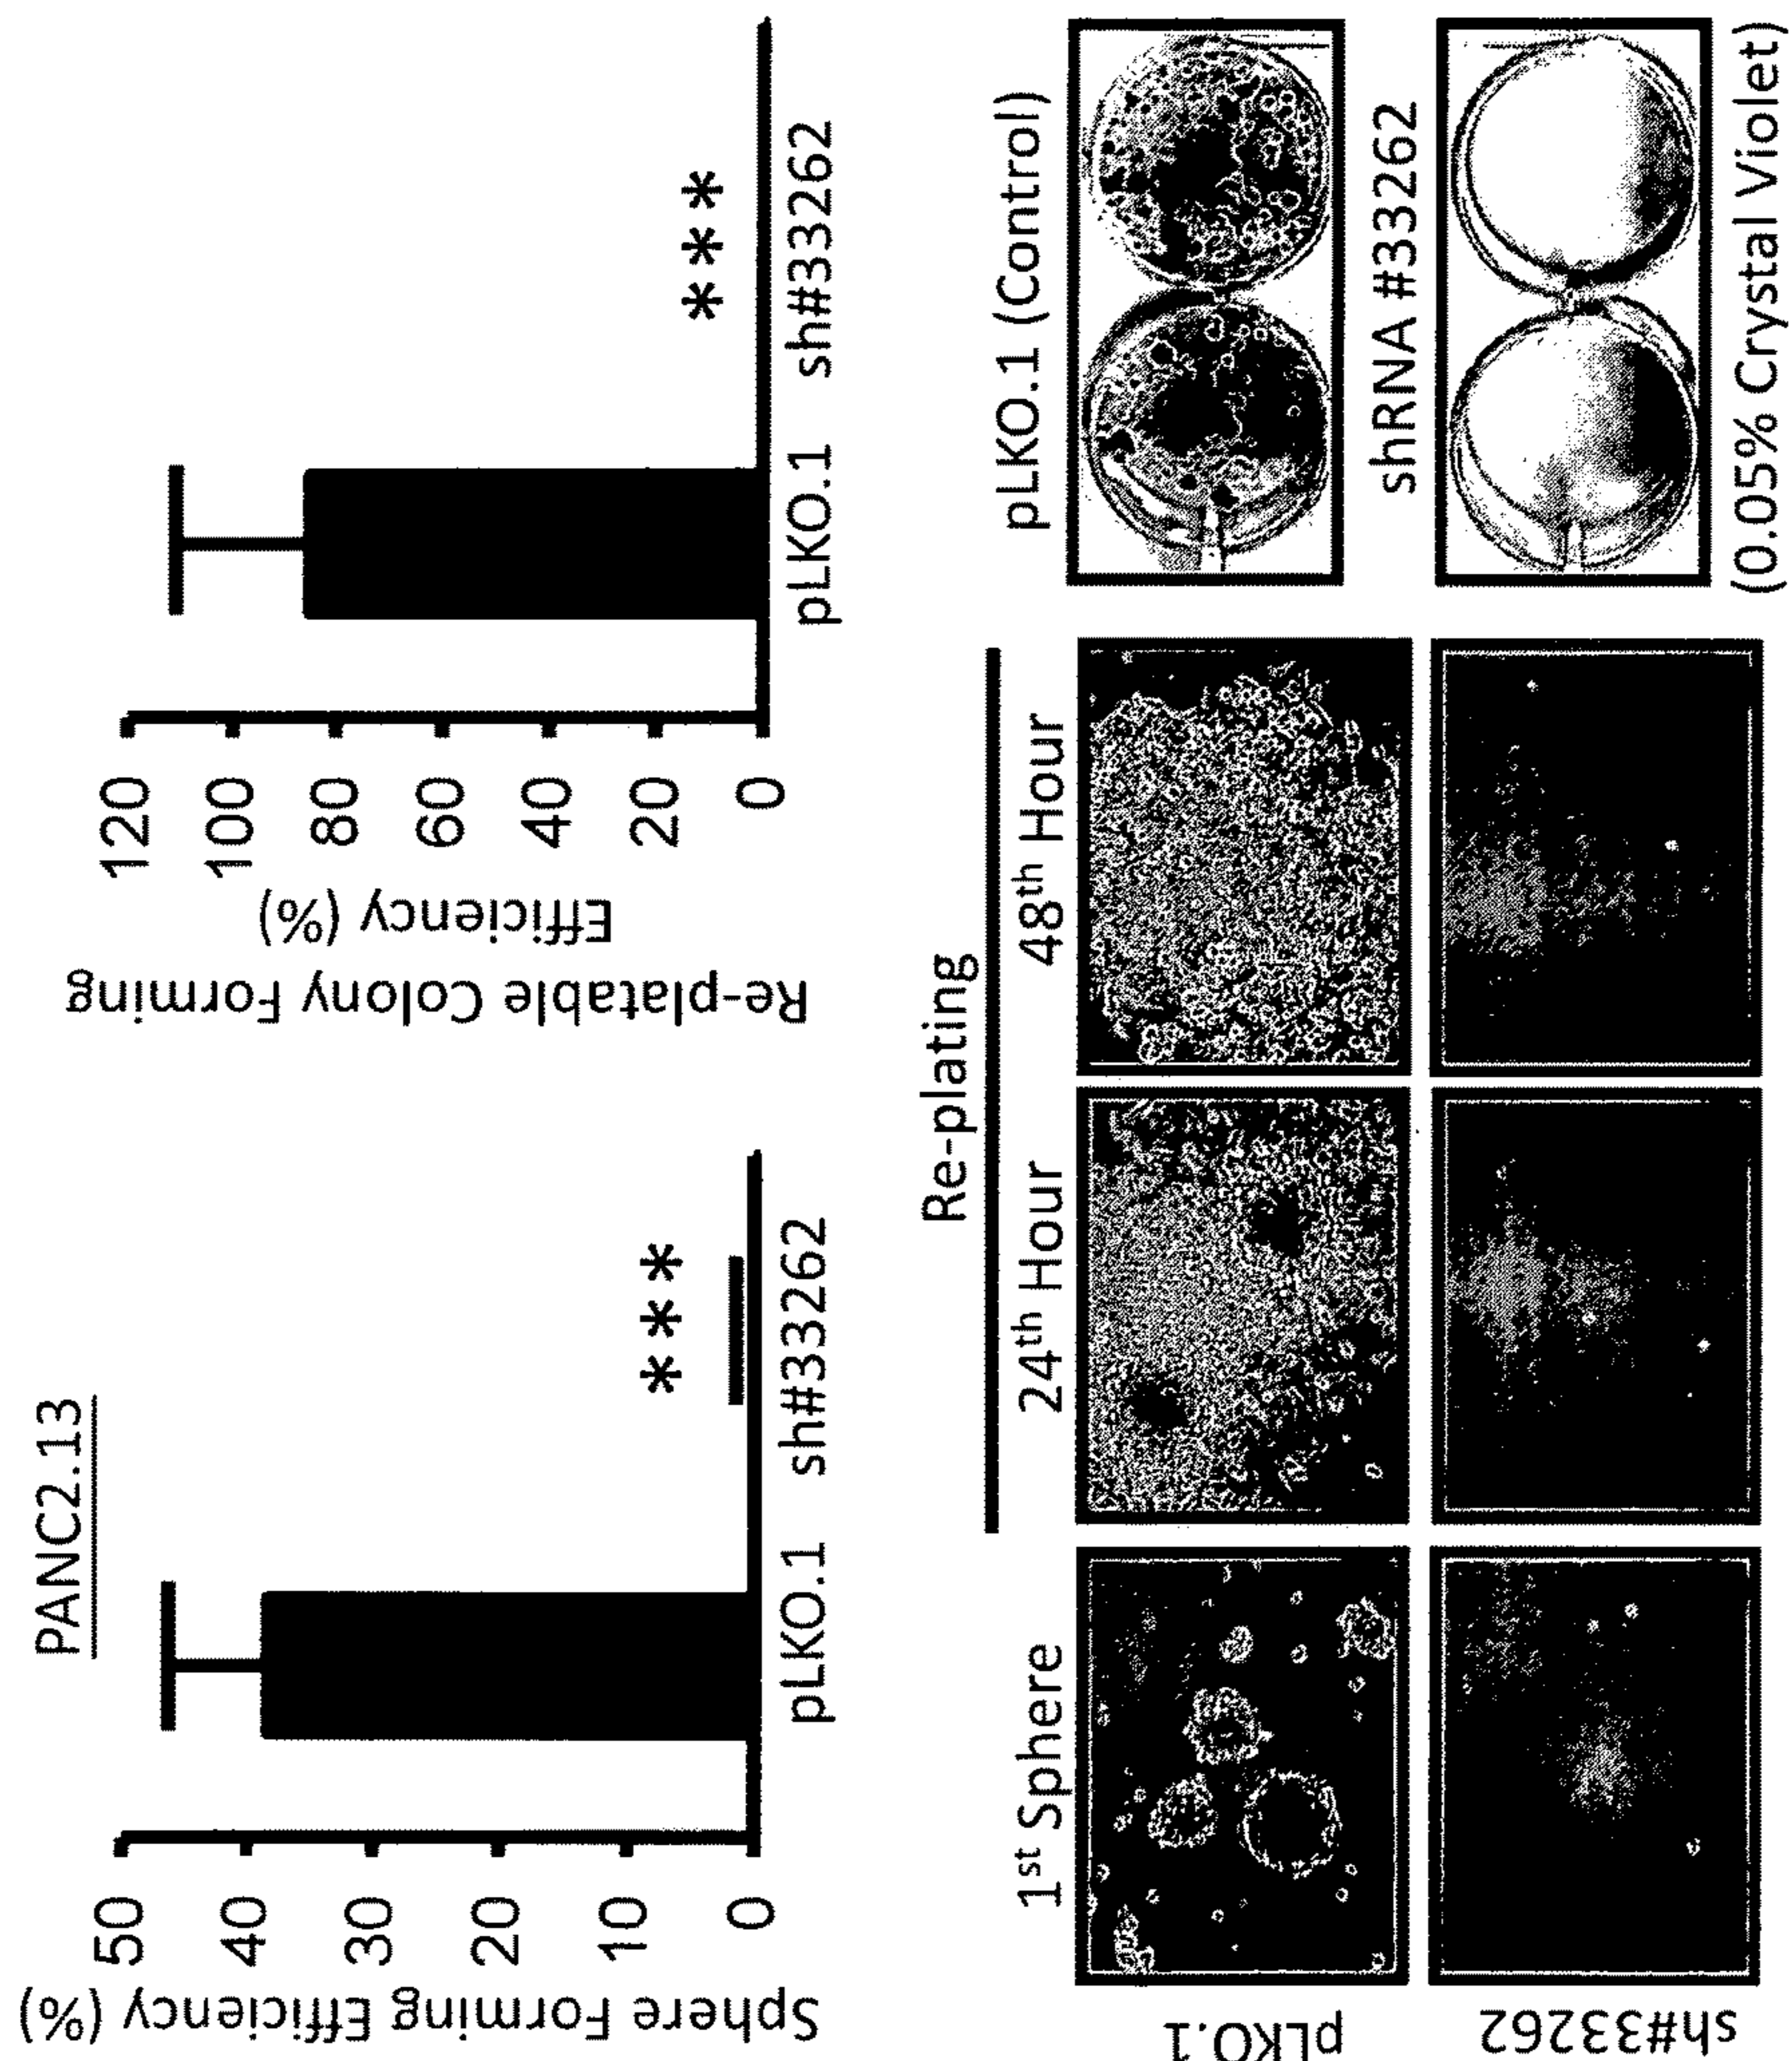 PANC2.13
Sphere Forming Efficiency (%)
50
40
30
20
10
0
***
pLKO.1
sh#33262
Re-platable Colony Forming
Efficiency (%)
120
100
80
60
40
20
0
***
pLKO.1
sh#33262
Re-plating
1st Sphere
24th Hour
48th Hour
pLKO.1
sh#33262
pLKO.1 (Control)
shRNA #33262
(0.05% Crystal Violet)